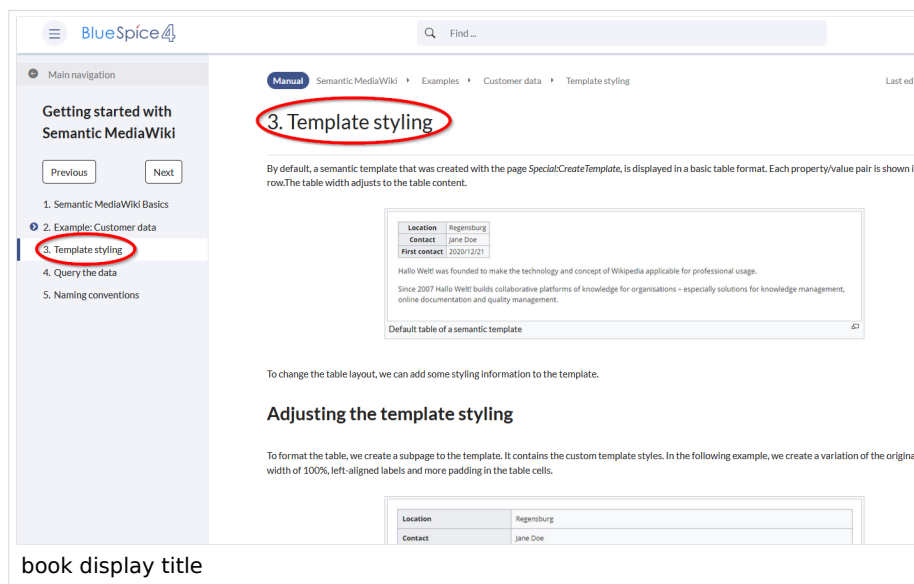 BlueSpice 4
Find ...
Main navigation
Getting started with
Semantic MediaWiki
Previous
Next
1. Semantic MediaWiki Basics
2. Example: Customer data
3. Template styling
4. Query the data
5. Naming conventions
Manual Semantic MediaWiki Examples Customer data Template styling
Last ed
3. Template styling
By default, a semantic template that was created with the page Special:CreateTemplate, is displayed in a basic table format. Each property/value pair is shown i
row.The table width adjusts to the table content.
Location Regensburg
Contact Jane Doe
First contact 2020/12/21
Hallo Welt! was founded to make the technology and concept of Wikipedia applicable for professional usage.
Since 2007 Hallo Welt! builds collaborative platforms of knowledge for organisations – especially solutions for knowledge management,
online documentation and quality management.
Default table of a semantic template
To change the table layout, we can add some styling information to the template.
Adjusting the template styling
To format the table, we create a subpage to the template. It contains the custom template styles. In the following example, we create a variation of the origina
width of 100%, left-aligned labels and more padding in the table cells.
Location Regensburg
Contact Jane Doe
book display title